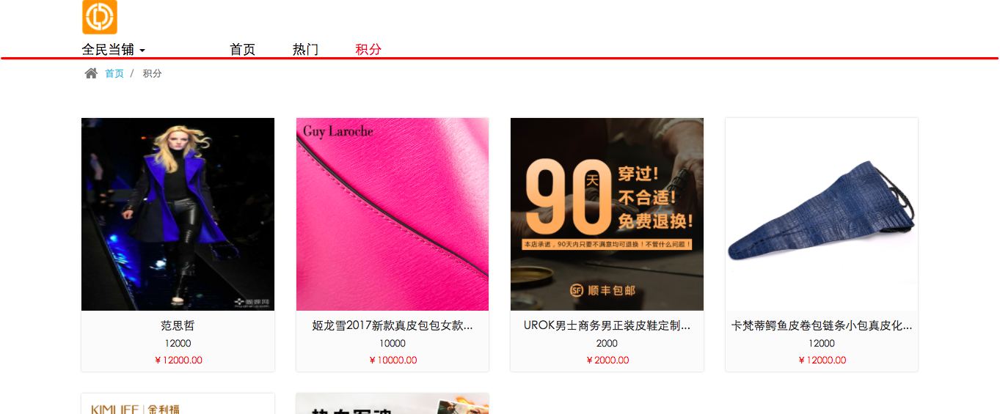 全民当铺
首页
热门
积分
首页 / 积分
Guy Laroche
90
天
穿过!
不合适!
免费退换!
本店承诺，90天内只要不满意均可退换！不管什么问题！
SF 顺丰包邮
范思哲
12000
￥12000.00
姬龙雪2017新款真皮包包女款...
10000
￥10000.00
UROK男士商务男正装皮鞋定制...
2000
￥2000.00
卡梵蒂鳄鱼皮卷包链条小包真皮化...
12000
￥12000.00
KIMLIFE | 金利福